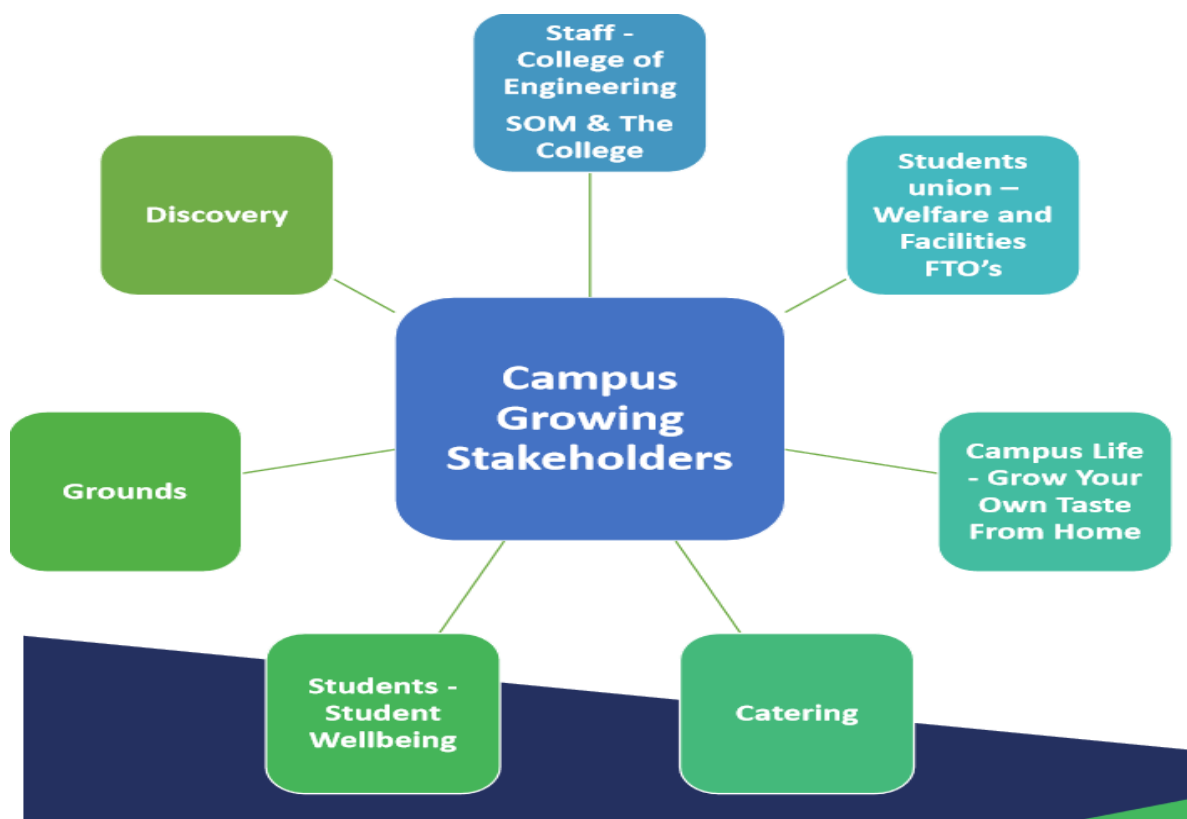 Staff -
College of
Engineering
SOM & The
College
Students
union –
Welfare and
Facilities
FTO’s
Discovery
Campus
Growing
Stakeholders
Campus Life
- Grow Your
Own Taste
From Home
Grounds
Students -
Student
Wellbeing
Catering